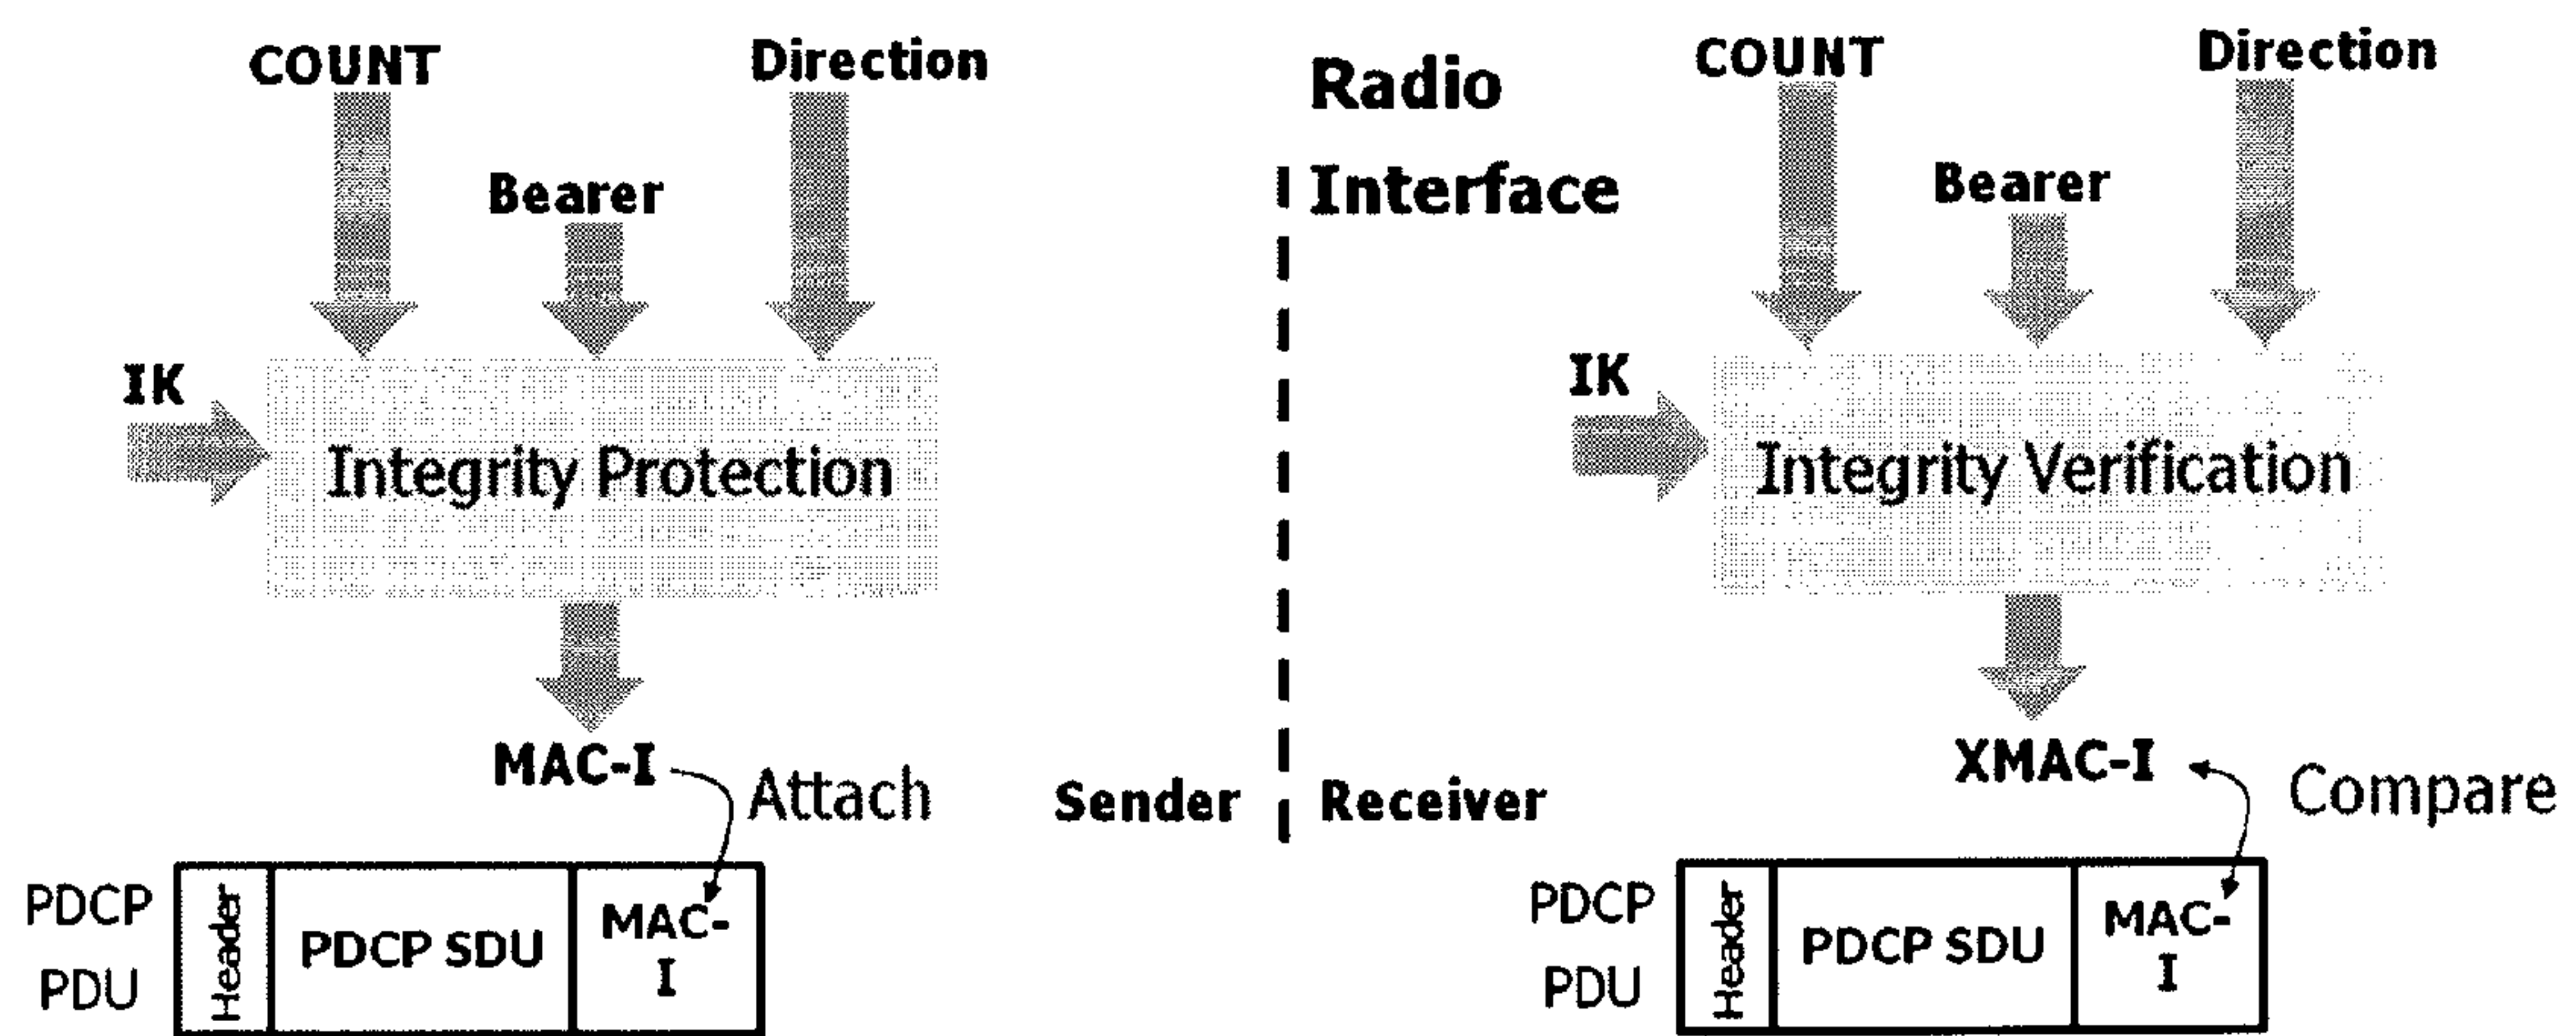 COUNT
Direction
Bearer
IK
Integrity Protection
MAC-I
Attach
PDCP
PDU
Header
PDCP SDU
MAC-
I
Radio
Interface
Sender
Receiver
COUNT
Direction
Bearer
IK
Integrity Verification
XMAC-I
Compare
PDCP
PDU
Header
PDCP SDU
MAC-
I